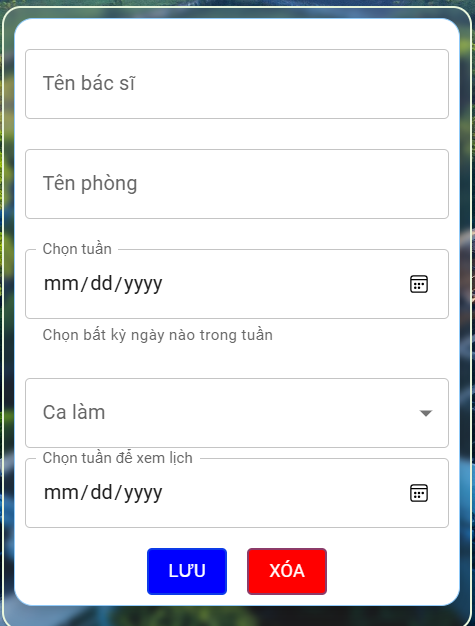 Tên bác sĩ
Tên phòng
Chọn tuần
mm/dd/yyyy
Chọn bất kỳ ngày nào trong tuần
Ca làm
Chọn tuần để xem lịch
mm/dd/yyyy
LƯU XÓA